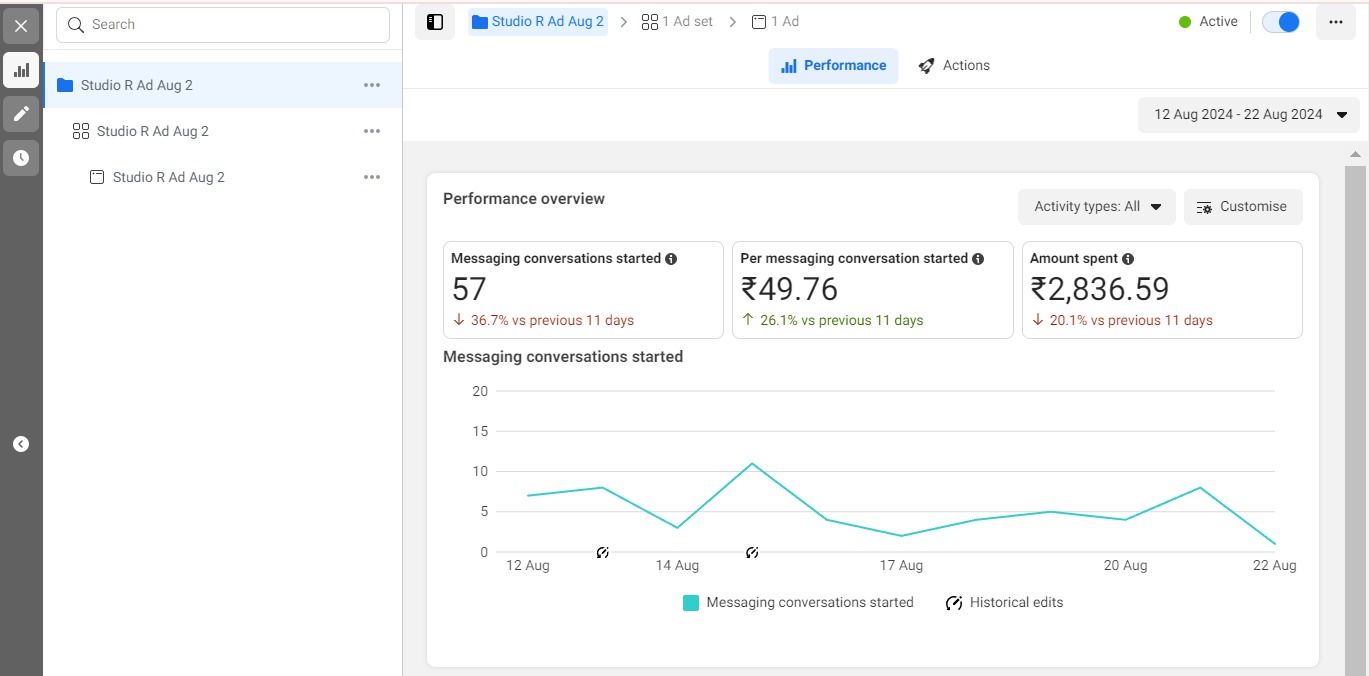 Search
Studio R Ad Aug 2
Studio R Ad Aug 2
Studio R Ad Aug 2
Studio R Ad Aug 2 1 Ad set 1 Ad
Active
Performance Actions
12 Aug 2024 - 22 Aug 2024
Performance overview
Activity types: All Customise
Messaging conversations started
57
36.7% vs previous 11 days
Per messaging conversation started
₹49.76
26.1% vs previous 11 days
Amount spent
₹2,836.59
20.1% vs previous 11 days
Messaging conversations started
20
15
10
5
0
12 Aug 14 Aug 17 Aug 20 Aug 22 Aug
Messaging conversations started Historical edits